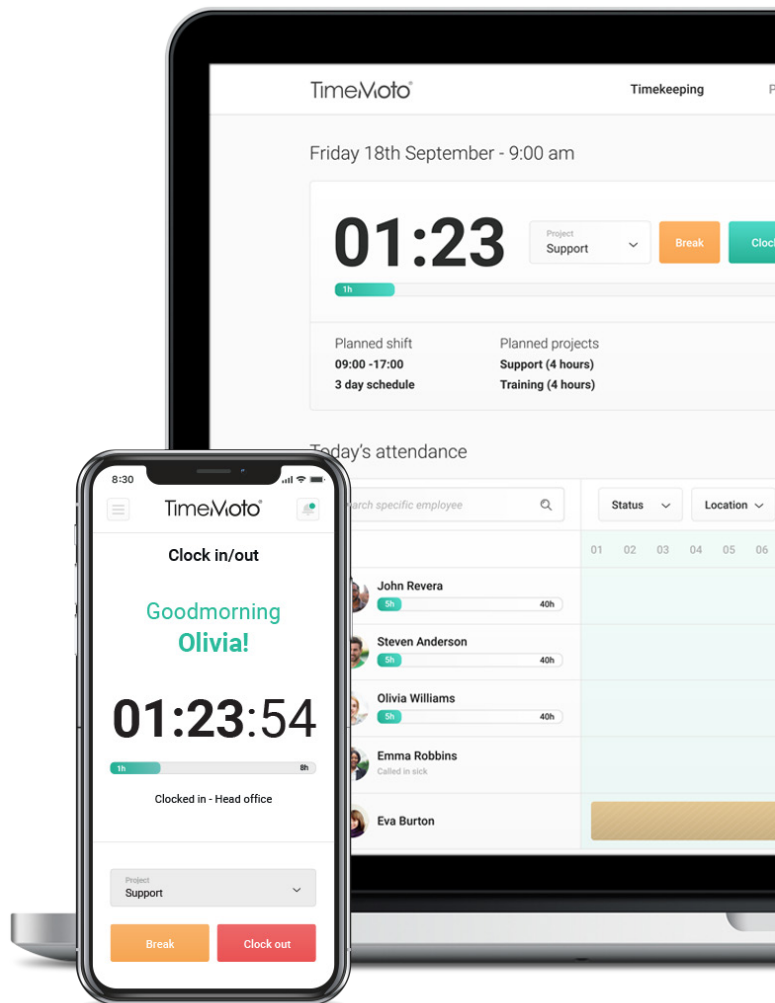 TimeMoto®
Timekeeping
P
Friday 18th September - 9:00 am
01:23
Project
Support
Break
Clock
1h
Planned shift
Planned projects
09:00 -17:00
Support (4 hours)
3 day schedule
Training (4 hours)
Today's attendance
arch specific employee
Status
Location
01 02 03 04 05 06
John Revera
5h
40h
Steven Anderson
5h
40h
Olivia Williams
5h
40h
Emma Robbins
Called in sick
Eva Burton
8:30
TimeMoto®
Clock in/out
Goodmorning
Olivia!
01:23:54
1h
8h
Clocked in - Head office
Project
Support
Break
Clock out